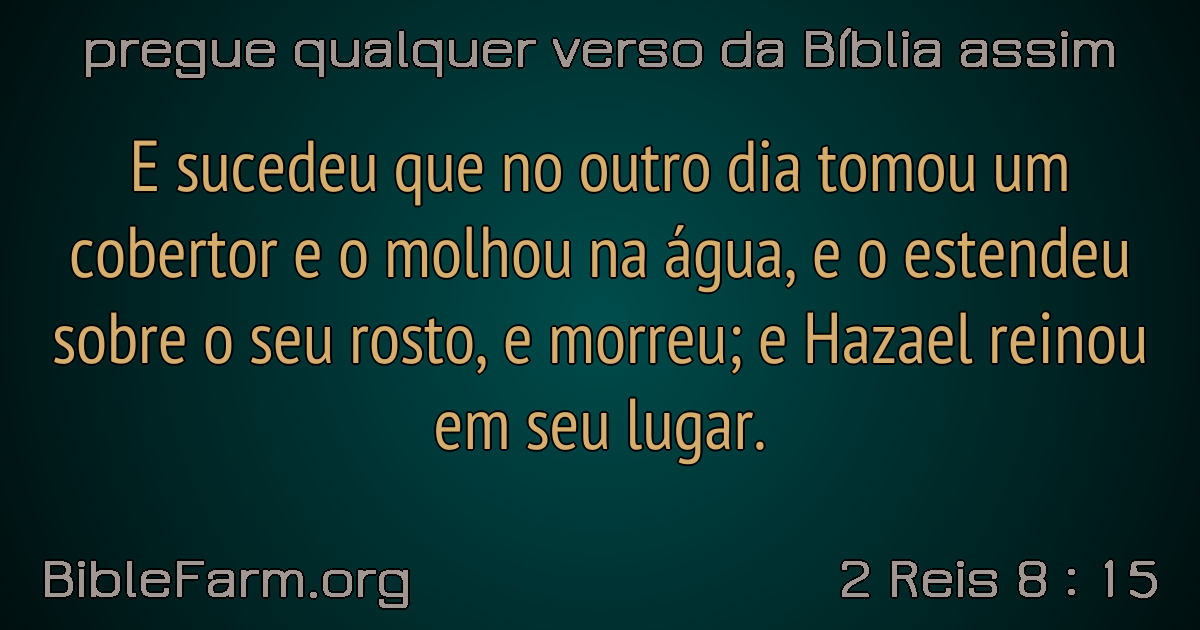 pregue qualquer verso da Bíblia assim
E sucedeu que no outro dia tomou um
cobertor e o molhou na água, e o estendeu
sobre o seu rosto, e morreu; e Hazael reinou
em seu lugar.
BibleFarm.org
2 Reis 8 : 15